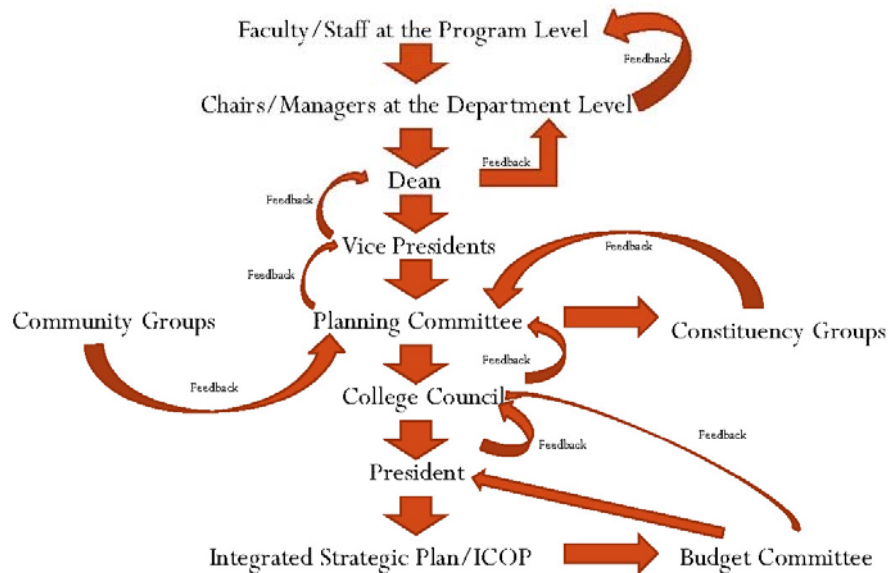 Faculty/Staff at the Program Level
Feedback
Chairs/Managers at the Department Level
Feedback
Dean
Feedback
Vice Presidents
Feedback
Feedback
Community Groups
Planning Committee
Constituency Groups
Feedback
Feedback
College Council
Feedback
Feedback
President
Integrated Strategic Plan/ICOP
Budget Committee